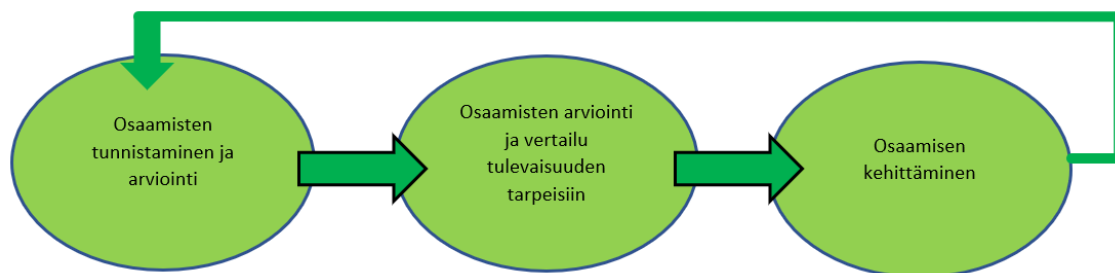 Osaamisten
tunnistaminen ja
arviointi
Osaamisten arviointi
ja vertailu
tulevaisuuden
tarpeisiin
Osaamisen
kehittäminen